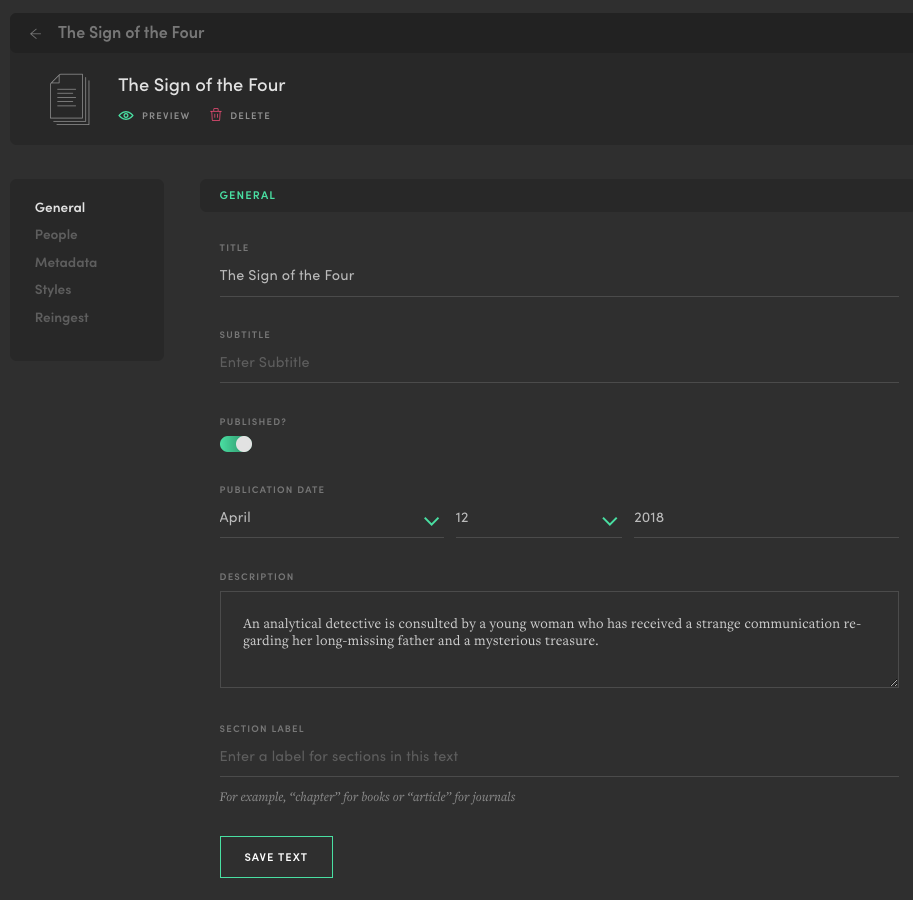 The Sign of the Four
The Sign of the Four
PREVIEW DELETE
General
People
Metadata
Styles
Reingest
GENERAL
TITLE
The Sign of the Four
SUBTITLE
Enter Subtitle
PUBLISHED?
PUBLICATION DATE
April 12 2018
DESCRIPTION
An analytical detective is consulted by a young woman who has received a strange communication re-
garding her long-missing father and a mysterious treasure.
SECTION LABEL
Enter a label for sections in this text
For example, “chapter” for books or “article” for journals
SAVE TEXT